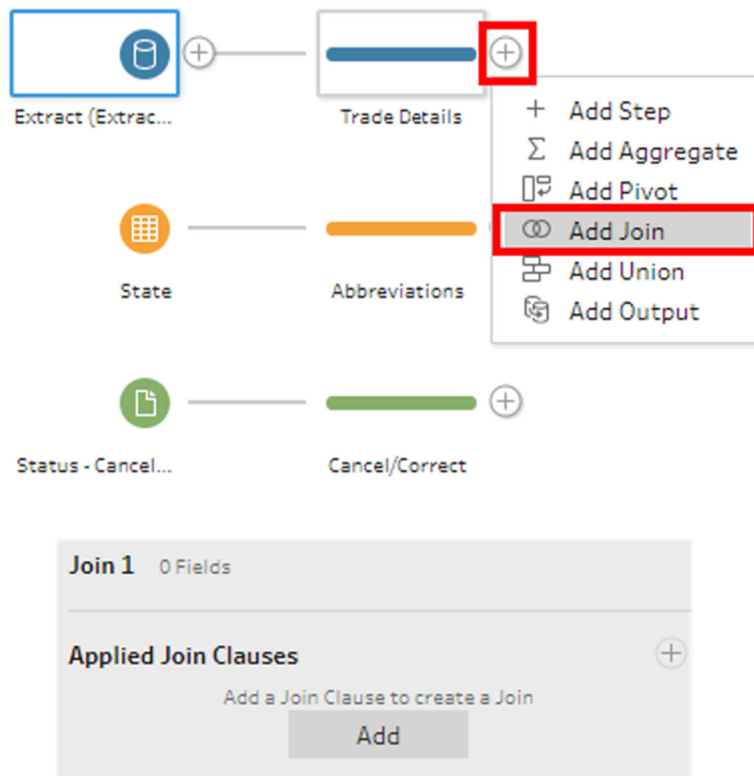 Extract (Extrac...
Trade Details
Add Step
Add Aggregate
Add Pivot
Add Join
Add Union
Add Output
State
Abbreviations
Status - Cancel...
Cancel/Correct
Join 1 0 Fields
Applied Join Clauses
Add a Join Clause to create a Join
Add